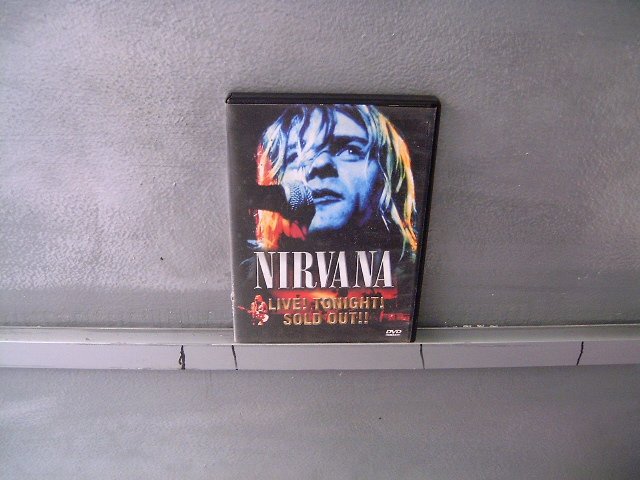 NIRVANA
LIVE! TONIGHT!
SOLD OUT!!
DVD